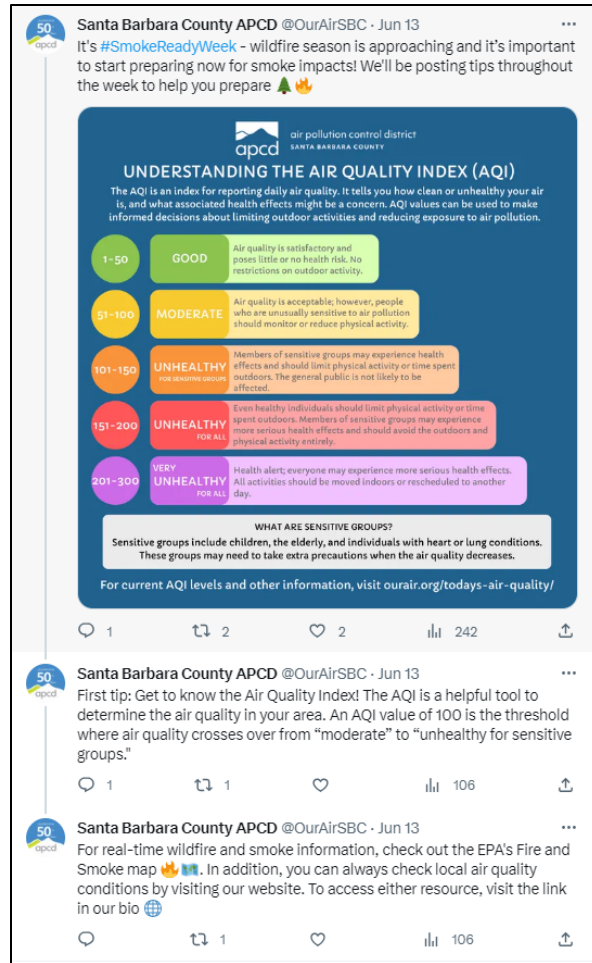 50
apcd
Santa Barbara County APCD @OurAirSBC · Jun 13
It's #SmokeReadyWeek - wildfire season is approaching and it’s important
to start preparing now for smoke impacts! We'll be posting tips throughout
the week to help you prepare 🌲🔥
apcd
air pollution control district
SANTA BARBARA COUNTY
UNDERSTANDING THE AIR QUALITY INDEX (AQI)
The AQI is an index for reporting daily air quality. It tells you how clean or unhealthy your air
is, and what associated health effects might be a concern. AQI values can be used to make
informed decisions about limiting outdoor activities and reducing exposure to air pollution.
1-50
GOOD
Air quality is satisfactory and
poses little or no health risk. No
restrictions on outdoor activity.
51-100
MODERATE
Air quality is acceptable; however, people
who are unusually sensitive to air pollution
should monitor or reduce physical activity.
101-150
UNHEALTHY
FOR SENSITIVE GROUPS
Members of sensitive groups may experience health
effects and should limit physical activity or time spent
outdoors. The general public is not likely to be
affected.
151-200
UNHEALTHY
FOR ALL
Even healthy individuals should limit physical activity or time
spent outdoors. Members of sensitive groups may experience
more serious health effects and should avoid the outdoors and
physical activity entirely.
201-300
VERY
UNHEALTHY
FOR ALL
Health alert; everyone may experience more serious health effects.
All activities should be moved indoors or rescheduled to another
day.
WHAT ARE SENSITIVE GROUPS?
Sensitive groups include children, the elderly, and individuals with heart or lung conditions.
These groups may need to take extra precautions when the air quality decreases.
For current AQI levels and other information, visit ourair.org/todays-air-quality/
1 2 2 242
50
apcd
Santa Barbara County APCD @OurAirSBC · Jun 13
First tip: Get to know the Air Quality Index! The AQI is a helpful tool to
determine the air quality in your area. An AQI value of 100 is the threshold
where air quality crosses over from “moderate” to “unhealthy for sensitive
groups."
1 1 106
50
apcd
Santa Barbara County APCD @OurAirSBC · Jun 13
For real-time wildfire and smoke information, check out the EPA's Fire and
Smoke map 🔥🗺️. In addition, you can always check local air quality
conditions by visiting our website. To access either resource, visit the link
in our bio 🌐
1 106